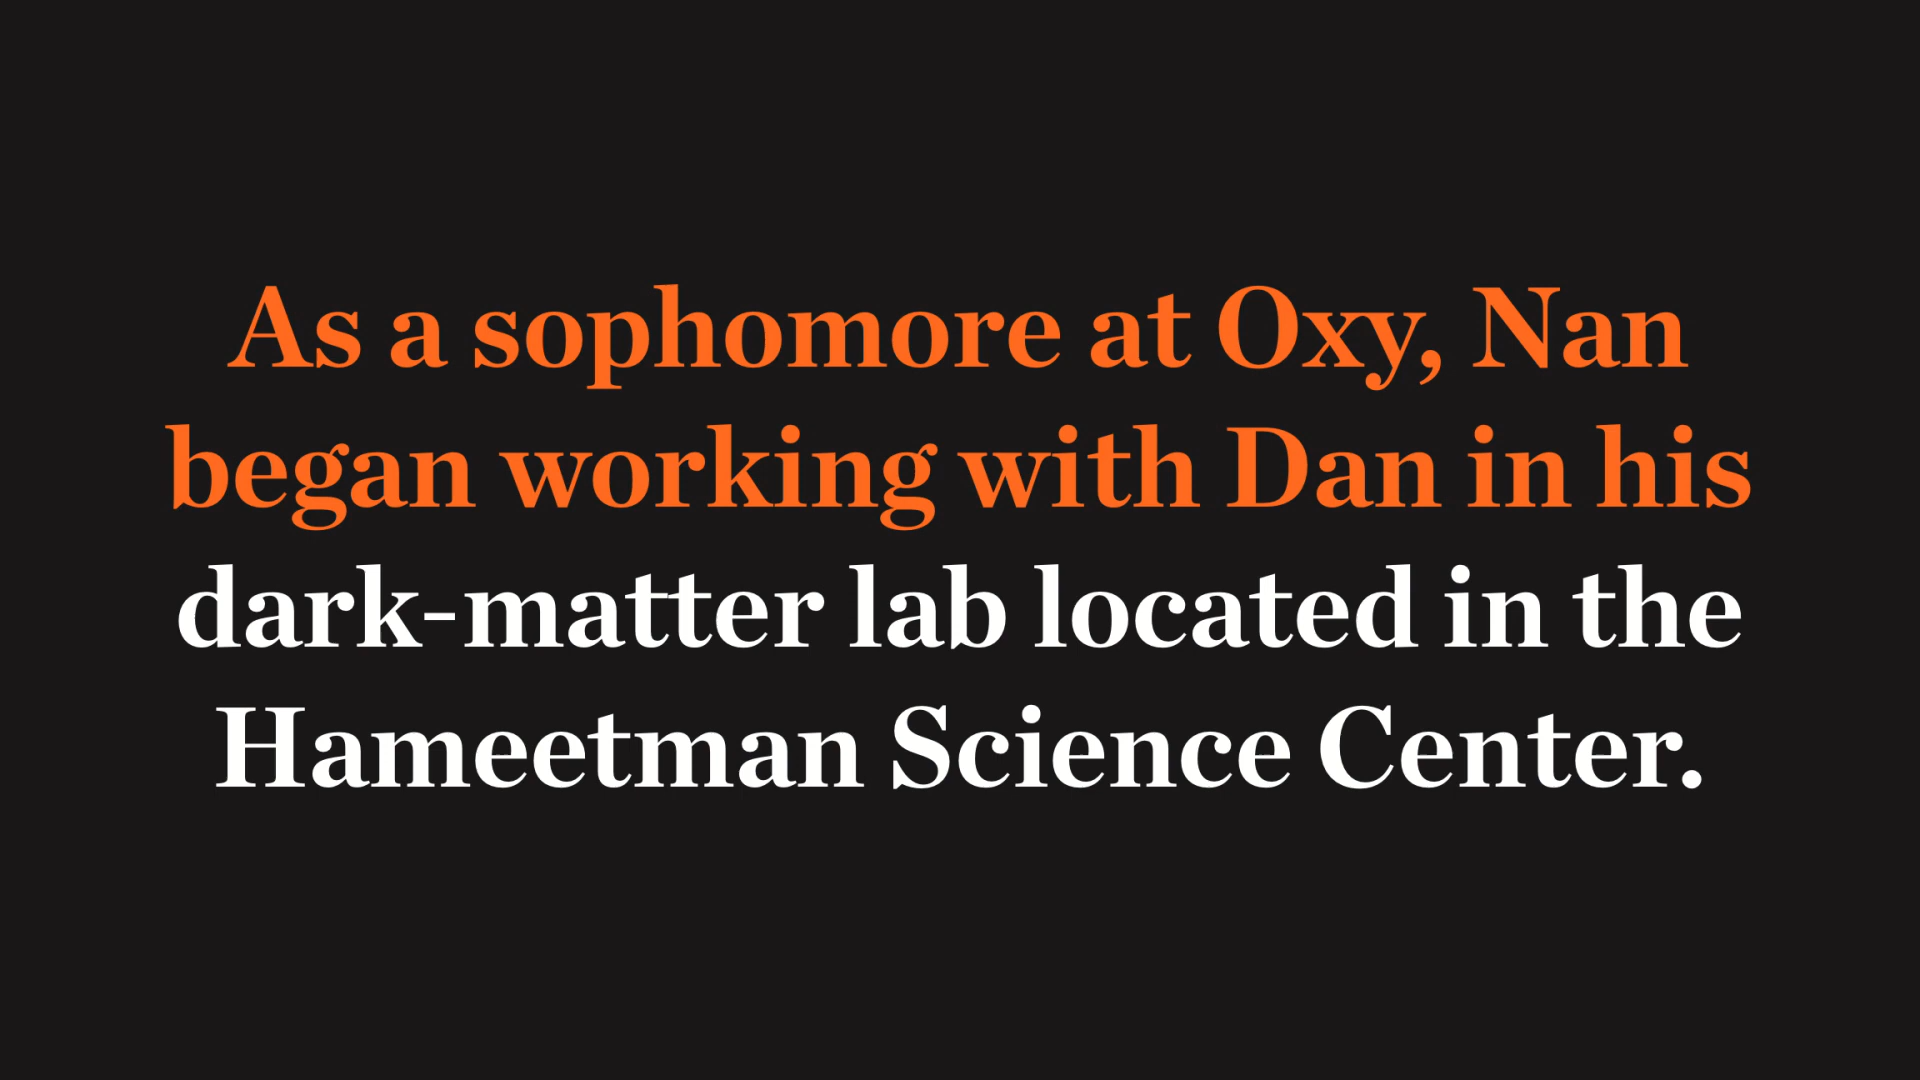 As a sophomore at Oxy, Nan
began working with Dan in his
dark-matter lab located in the
Hameetman Science Center.